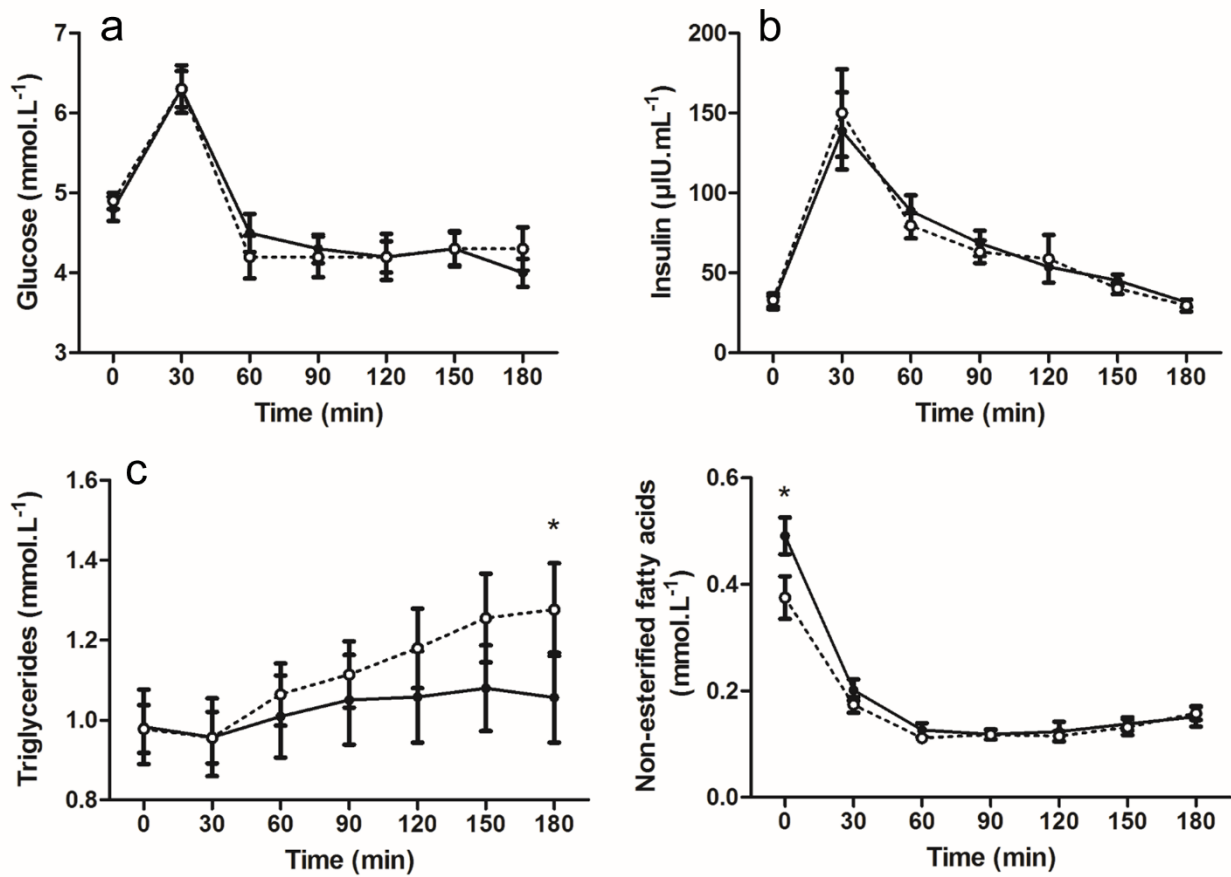 a
Glucose (mmol.L⁻¹)
7
6
5
4
3
0 30 60 90 120 150 180
Time (min)
b
Insulin (µIU.mL⁻¹)
200
150
100
50
0
0 30 60 90 120 150 180
Time (min)
c
Triglycerides (mmol.L⁻¹)
1.6
1.4
1.2
1.0
0.8
*
0 30 60 90 120 150 180
Time (min)
Non-esterified fatty acids
(mmol.L⁻¹)
0.6
0.4
0.2
0.0
*
0 30 60 90 120 150 180
Time (min)